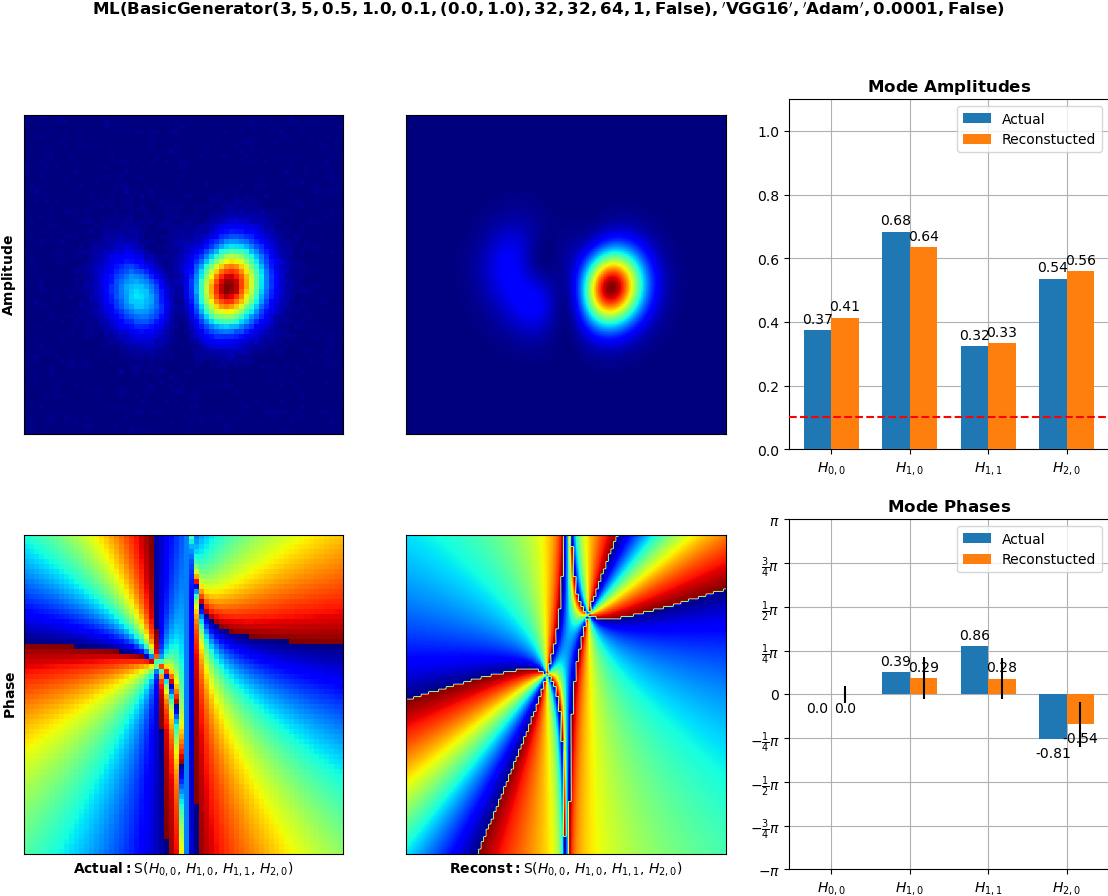 ML(BasicGenerator(3, 5, 0.5, 1.0, 0.1, (0.0, 1.0), 32, 32, 64, 1, False), ′VGG16′, ′Adam′, 0.0001, False)
Amplitude
Mode Amplitudes
Actual
Reconstucted
1.0
0.8
0.6
0.4
0.2
0.0
0.37
0.41
0.68
0.64
0.32
0.33
0.54
0.56
H0, 0
H1, 0
H1, 1
H2, 0
Phase
Actual: S(H0, 0, H1, 0, H1, 1, H2, 0)
Reconst: S(H0, 0, H1, 0, H1, 1, H2, 0)
Mode Phases
Actual
Reconstucted
π
3/4π
1/2π
1/4π
0
−1/4π
−1/2π
−3/4π
−π
0.0
0.0
0.39
0.29
0.86
0.28
-0.81
-0.54
H0, 0
H1, 0
H1, 1
H2, 0